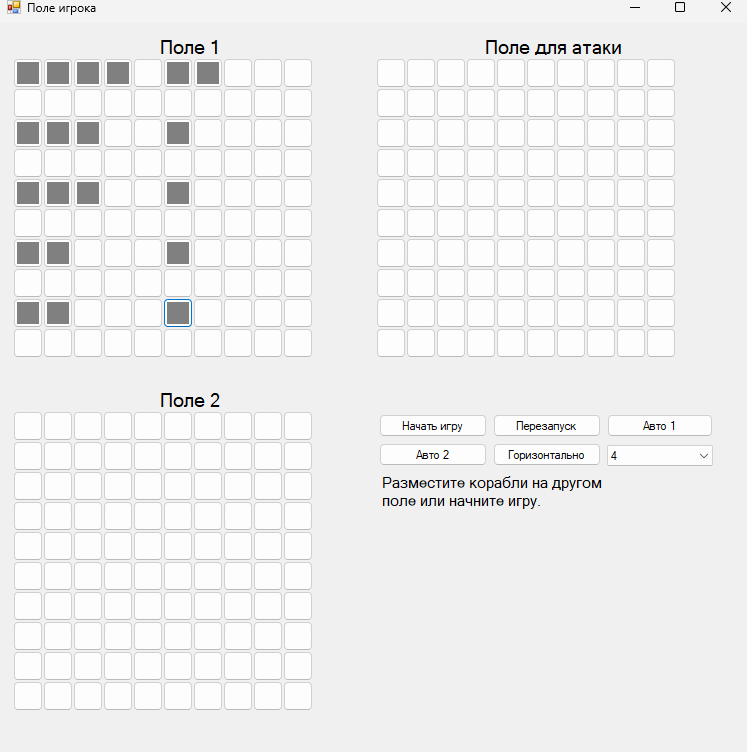 Поле игрока
Поле 1
Поле для атаки
Поле 2
Начать игру
Перезапуск
Авто 1
Авто 2
Горизонтально
4
Разместите корабли на другом
поле или начните игру.